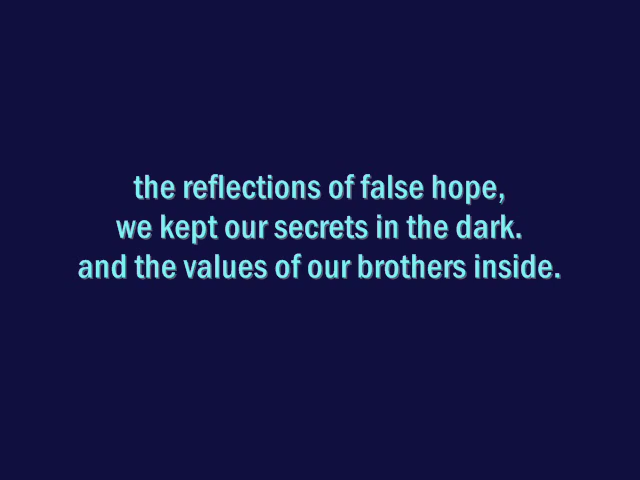 the reflections of false hope,
we kept our secrets in the dark.
and the values of our brothers inside.